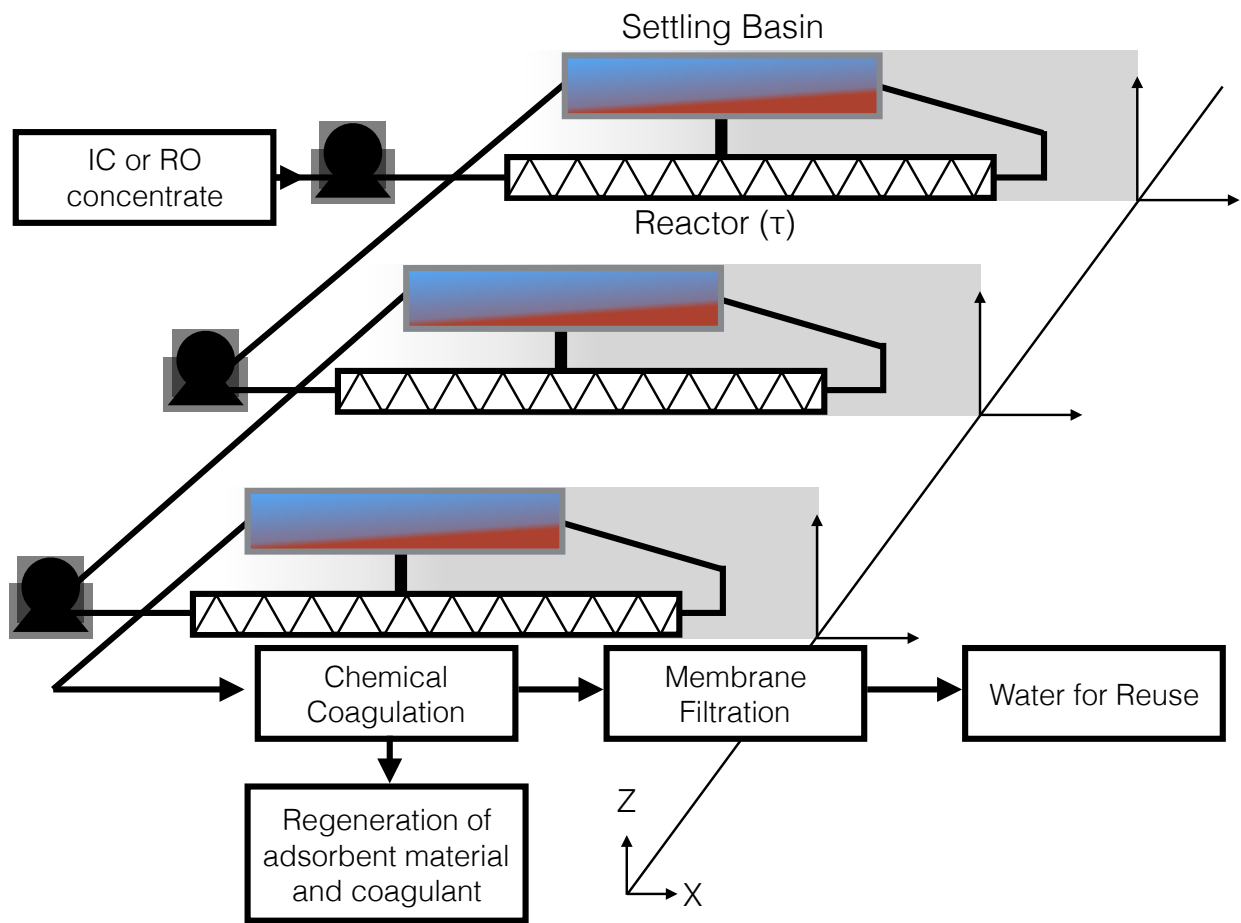 Settling Basin
IC or RO
concentrate
Reactor (τ)
Chemical
Coagulation
Membrane
Filtration
Water for Reuse
Regeneration of
adsorbent material
and coagulant
Z
X